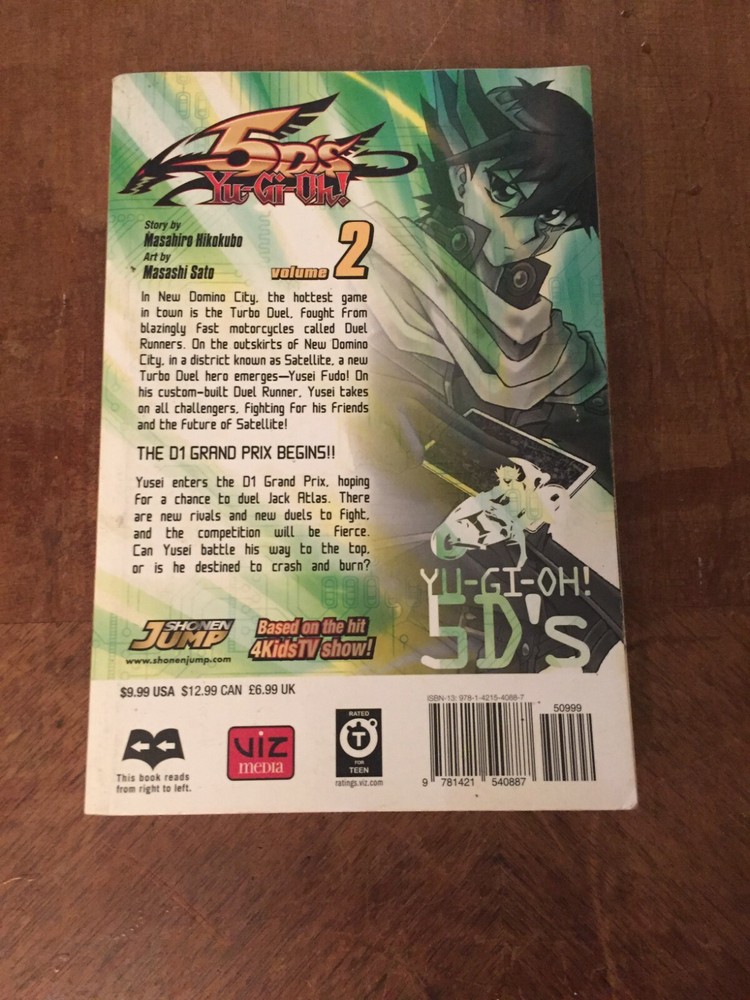 5D's
Yu-Gi-Oh!
Story by
Masahiro Hikokubo
Art by
Masashi Sato
volume 2
In New Domino City, the hottest game
in town is the Turbo Duel, fought from
blazingly fast motorcycles called Duel
Runners. On the outskirts of New Domino
City, in a district known as Satellite, a new
Turbo Duel hero emerges—Yusei Fudo! On
his custom-built Duel Runner, Yusei takes
on all challengers, fighting for his friends
and the future of Satellite!
THE D1 GRAND PRIX BEGINS!!
Yusei enters the D1 Grand Prix, hoping
for a chance to duel Jack Atlas. There
are new rivals and new duels to fight,
and the competition will be fierce.
Can Yusei battle his way to the top,
or is he destined to crash and burn?
YU-GI-OH!
5D's
SHONEN
JUMP
www.shonenjump.com
Based on the hit
4KidsTV show!
$9.99 USA $12.99 CAN £6.99 UK
This book reads
from right to left.
VIZ
MEDIA
RATED
T
FOR
TEEN
ratings.viz.com
ISBN-13: 978-1-4215-4088-7
50999
9 781421 540887